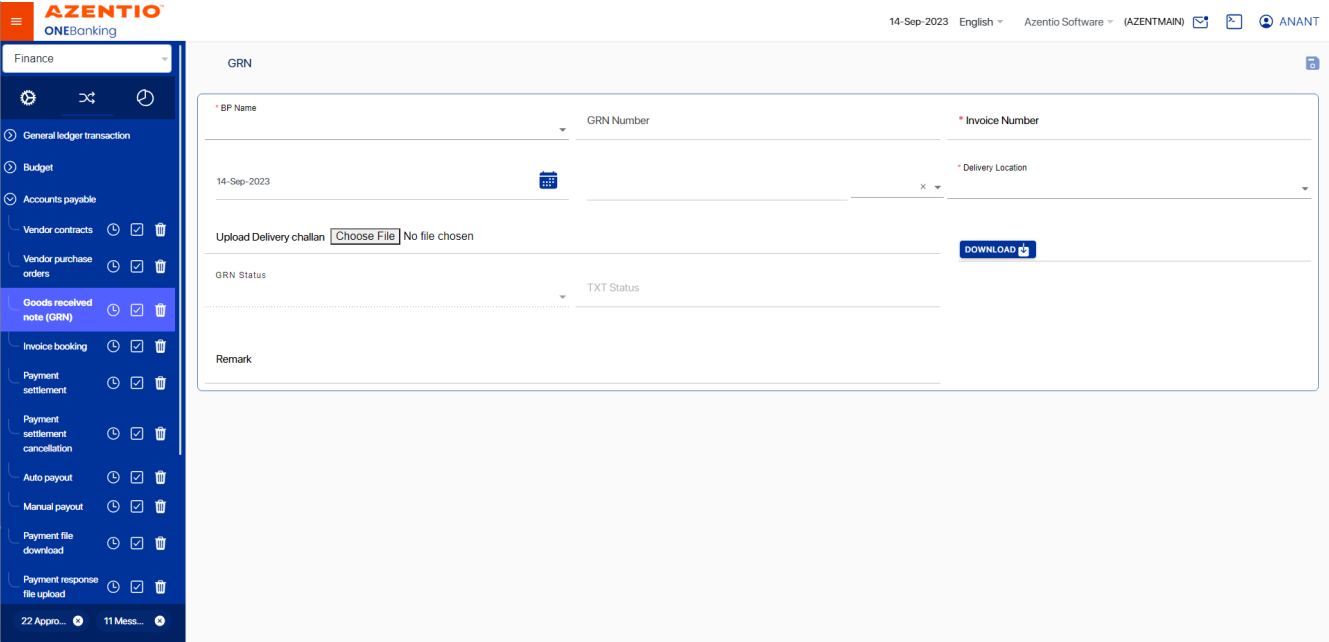 AZENTIO
ONEBanking
14-Sep-2023 English Azentio Software (AZENTMAIN) ANANT
Finance
General ledger transaction
Budget
Accounts payable
Vendor contracts
Vendor purchase
orders
Goods received
note (GRN)
Invoice booking
Payment
settlement
Payment
settlement
cancellation
Auto payout
Manual payout
Payment file
download
Payment response
file upload
22 Appro... 11 Mess...
GRN
* BP Name
GRN Number
* Invoice Number
14-Sep-2023
* Delivery Location
Upload Delivery challan Choose File No file chosen
DOWNLOAD
GRN Status
TXT Status
Remark